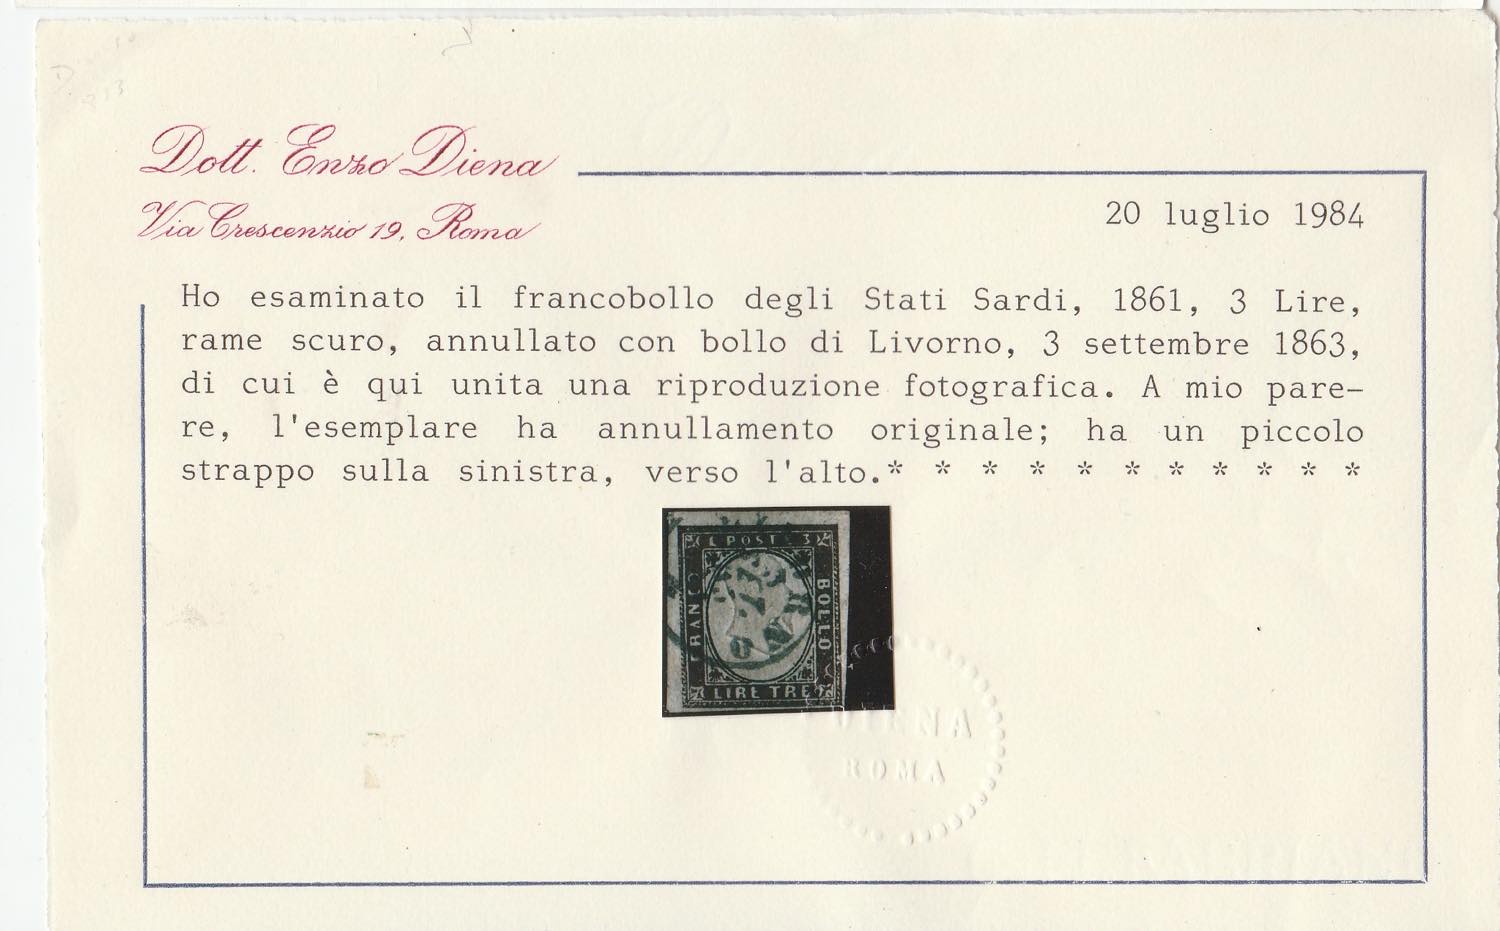 Dott. Enzo Diena
Via Crescenzio 19, Roma
20 luglio 1984
Ho esaminato il francobollo degli Stati Sardi, 1861, 3 Lire,
rame scuro, annullato con bollo di Livorno, 3 settembre 1863,
di cui è qui unita una riproduzione fotografica. A mio pare-
re, l'esemplare ha annullamento originale; ha un piccolo
strappo sulla sinistra, verso l'alto.* * * * * * * * * * *
C POSTE 3
FRANCO
BOLLO
LIRE TRE
DIENA
ROMA